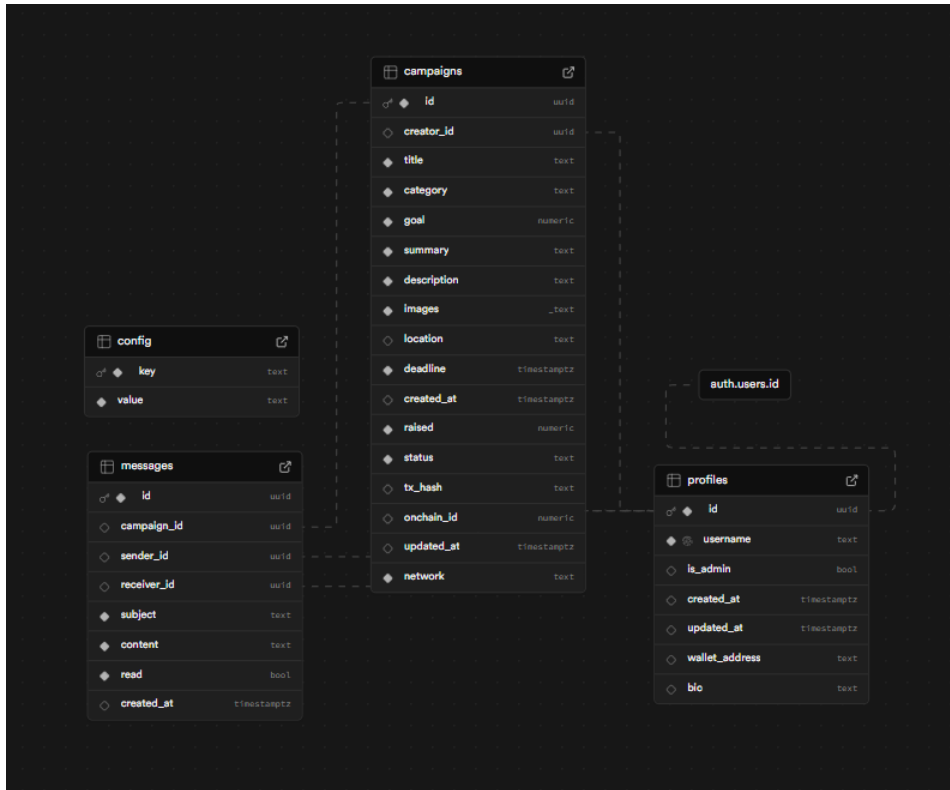 campaigns
id uuid
creator_id uuid
title text
category text
goal numeric
summary text
description text
images _text
location text
deadline timestamptz
created_at timestamptz
raised numeric
status text
tx_hash text
onchain_id numeric
updated_at timestamptz
network text
config
key text
value text
messages
id uuid
campaign_id uuid
sender_id uuid
receiver_id uuid
subject text
content text
read bool
created_at timestamptz
auth.users.id
profiles
id uuid
username text
is_admin bool
created_at timestamptz
updated_at timestamptz
wallet_address text
bio text